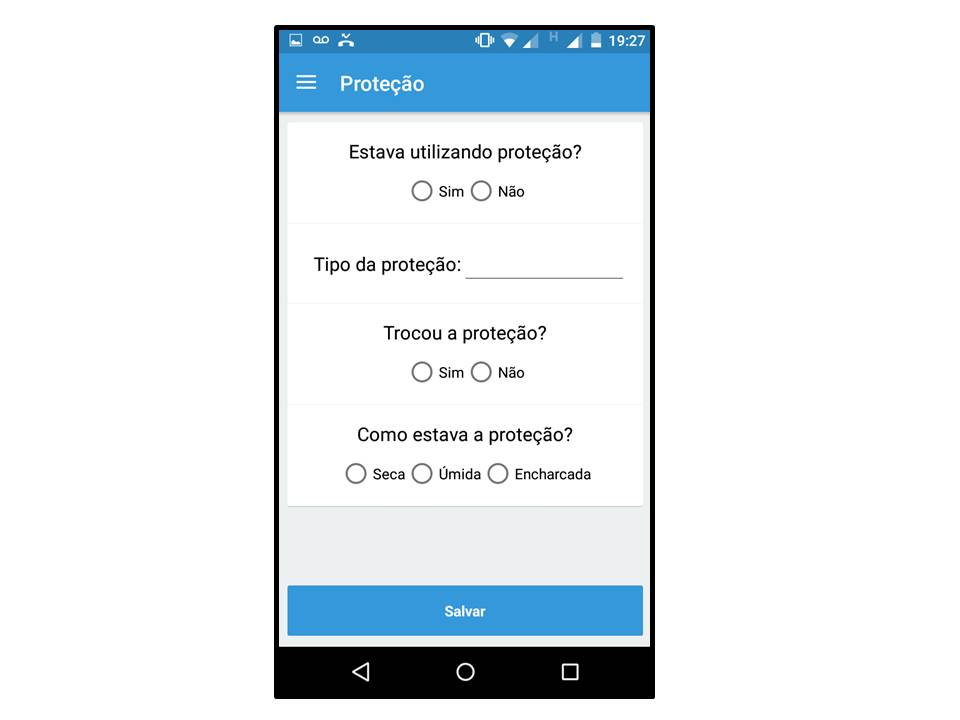 H 19:27
Proteção
Estava utilizando proteção?
Sim Não
Tipo da proteção:
Trocou a proteção?
Sim Não
Como estava a proteção?
Seca Úmida Encharcada
Salvar